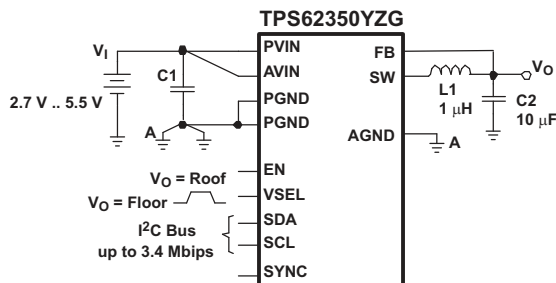 TPS62350YZG
V_I
C1
2.7 V .. 5.5 V
A
PVIN
AVIN
PGND
PGND
EN
VSEL
SDA
SCL
SYNC
FB
SW
AGND
V_O
L1
1 μH
C2
10 μF
A
V_O = Roof
V_O = Floor
I²C Bus
up to 3.4 Mbips